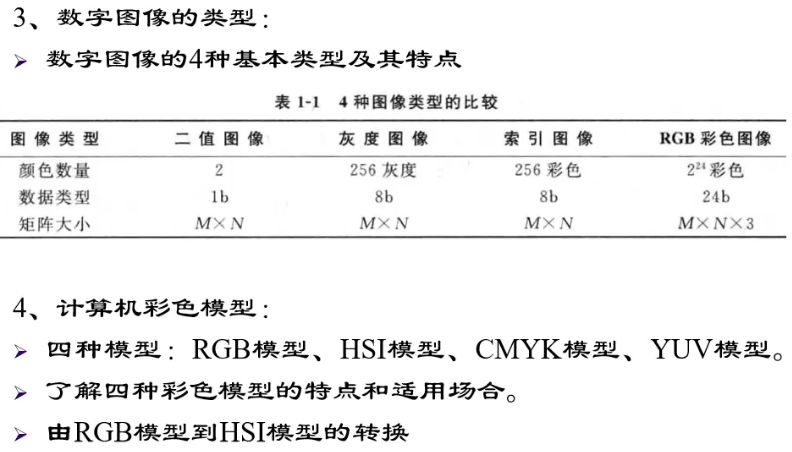 3、数字图像的类型：
➢ 数字图像的4种基本类型及其特点
表 1-1 4 种图像类型的比较
图像类型 二值图像 灰度图像 索引图像 RGB 彩色图像
颜色数量 2 256 灰度 256 彩色 2²⁴ 彩色
数据类型 1b 8b 8b 24b
矩阵大小 M×N M×N M×N M×N×3
4、计算机彩色模型：
➢ 四种模型：RGB模型、HSI模型、CMYK模型、YUV模型。
➢ 了解四种彩色模型的特点和适用场合。
➢ 由RGB模型到HSI模型的转换